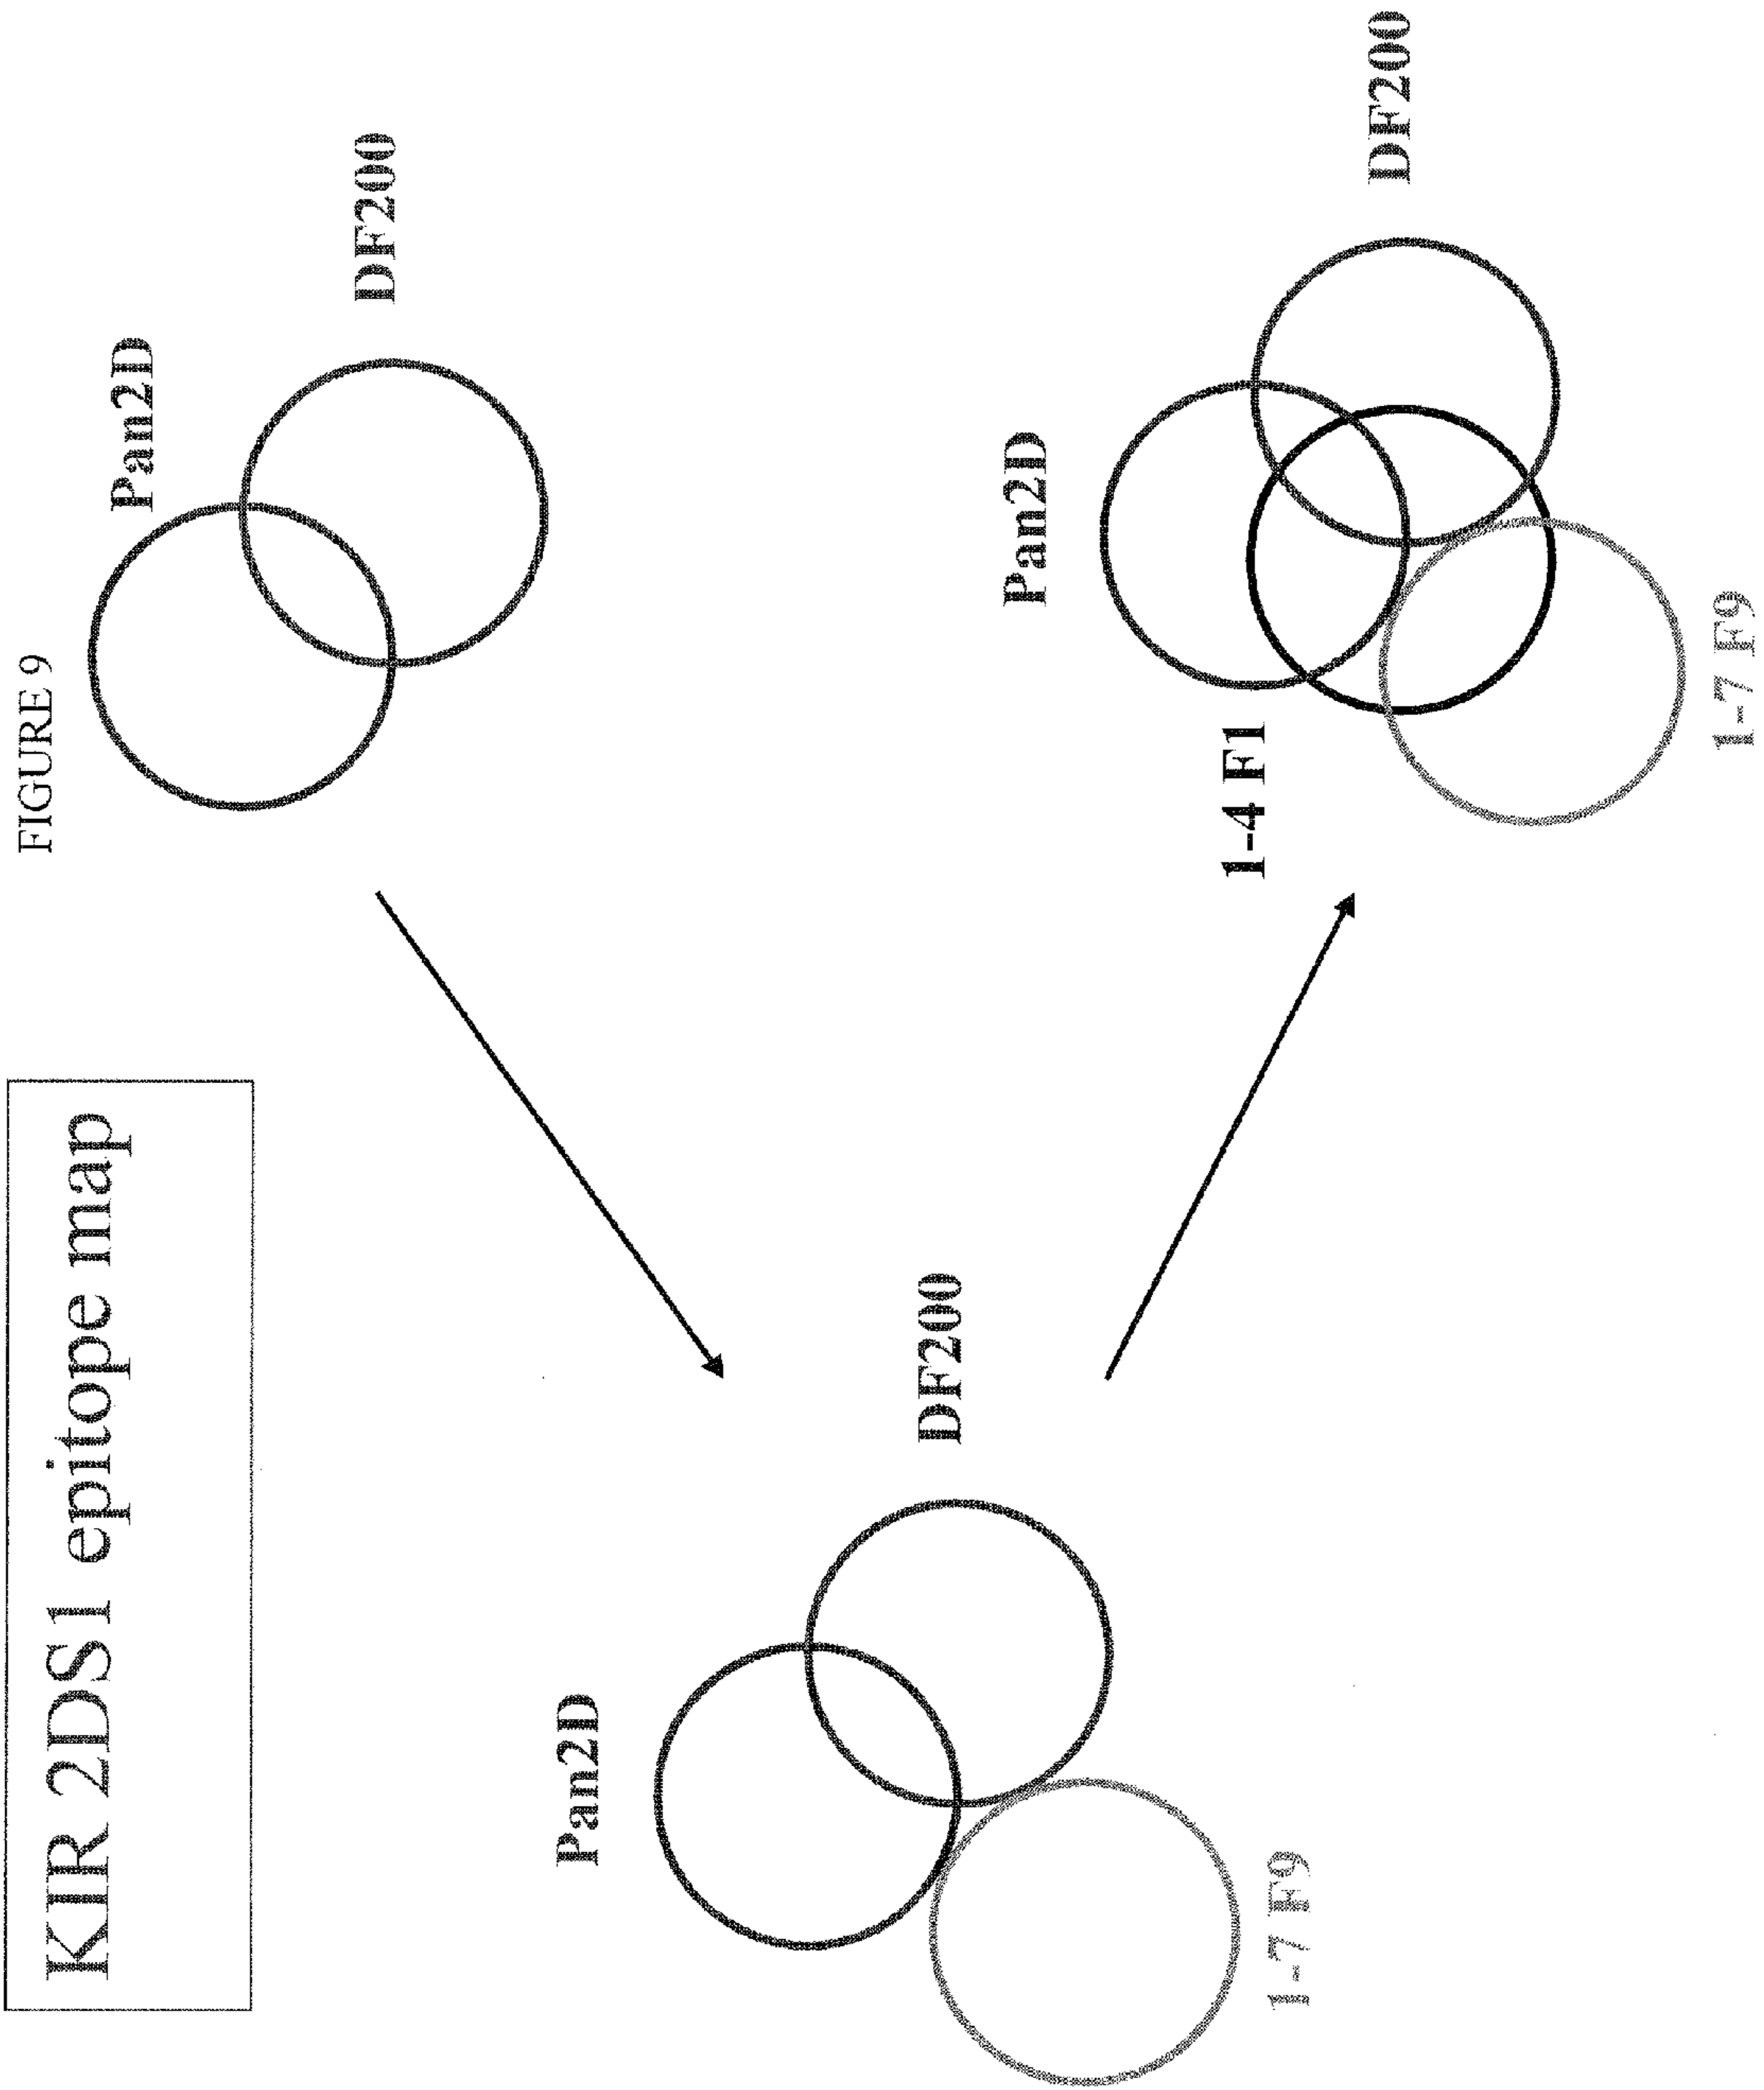 FIGURE 9
KIR 2DS1 epitope map
Pan2D
DF200
Pan2D
DF200
1-7 F9
Pan2D
DF200
1-4 F1
1-7 F9